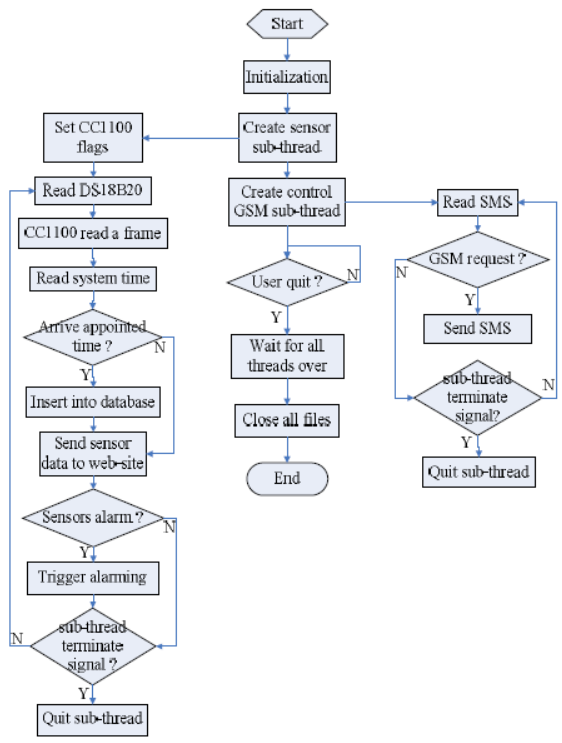 Start
Initialization
Create sensor
sub-thread
Set CC1100
flags
Read DS18B20
CC1100 read a frame
Read system time
Arrive appointed
time ?
N
Y
Insert into database
Send sensor
data to web-site
Sensors alarm ?
N
Y
Trigger alarming
sub-thread
terminate
signal ?
N
Y
Quit sub-thread
Create control
GSM sub-thread
User quit ?
N
Y
Wait for all
threads over
Close all files
End
Read SMS
GSM request ?
N
Y
Send SMS
sub-thread
terminate
signal?
N
Y
Quit sub-thread